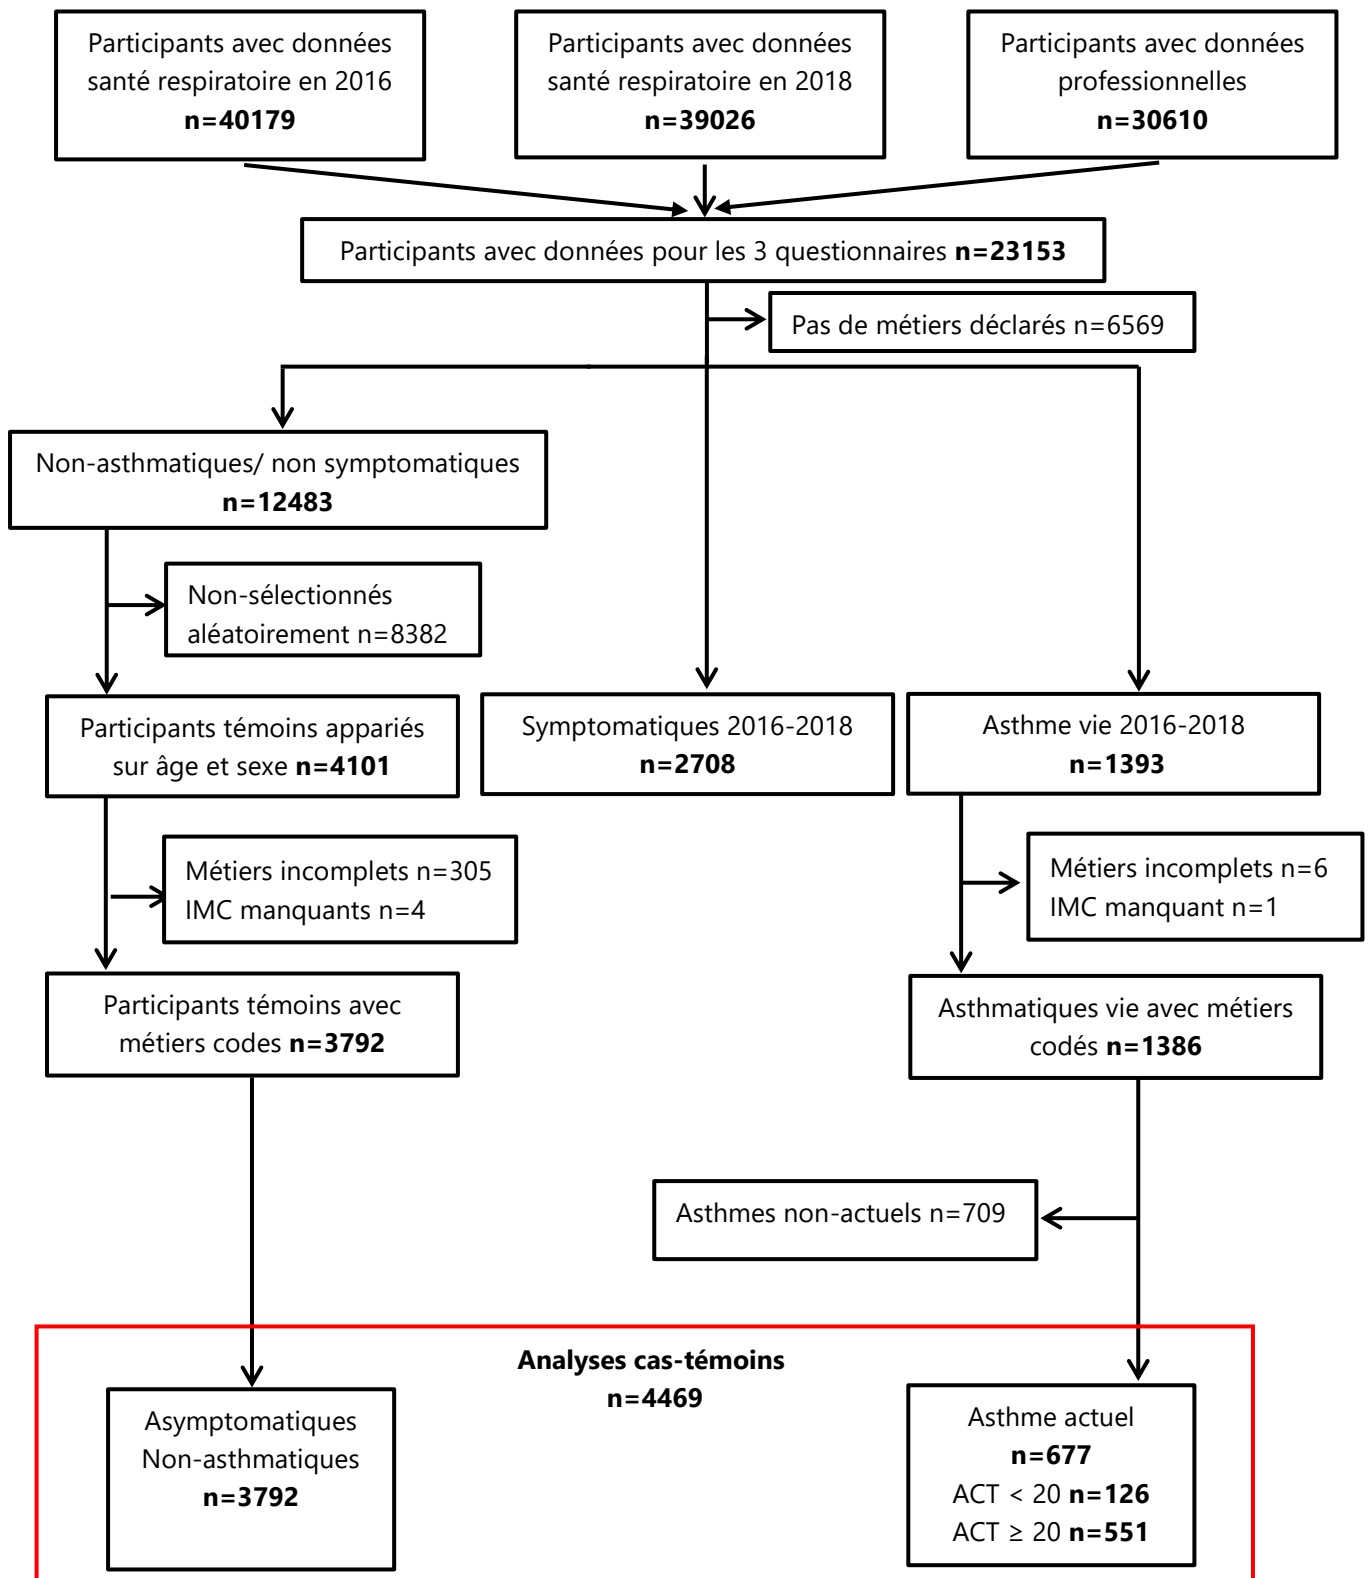 Participants avec données
santé respiratoire en 2016
n=40179
Participants avec données
santé respiratoire en 2018
n=39026
Participants avec données
professionnelles
n=30610
Participants avec données pour les 3 questionnaires n=23153
Pas de métiers déclarés n=6569
Non-asthmatiques/ non symptomatiques
n=12483
Non-sélectionnés
aléatoirement n=8382
Participants témoins appariés
sur âge et sexe n=4101
Symptomatiques 2016-2018
n=2708
Asthme vie 2016-2018
n=1393
Métiers incomplets n=305
IMC manquants n=4
Métiers incomplets n=6
IMC manquant n=1
Participants témoins avec
métiers codes n=3792
Asthmatiques vie avec métiers
codés n=1386
Asthmes non-actuels n=709
Analyses cas-témoins
n=4469
Asymptomatiques
Non-asthmatiques
n=3792
Asthme actuel
n=677
ACT < 20 n=126
ACT ≥ 20 n=551